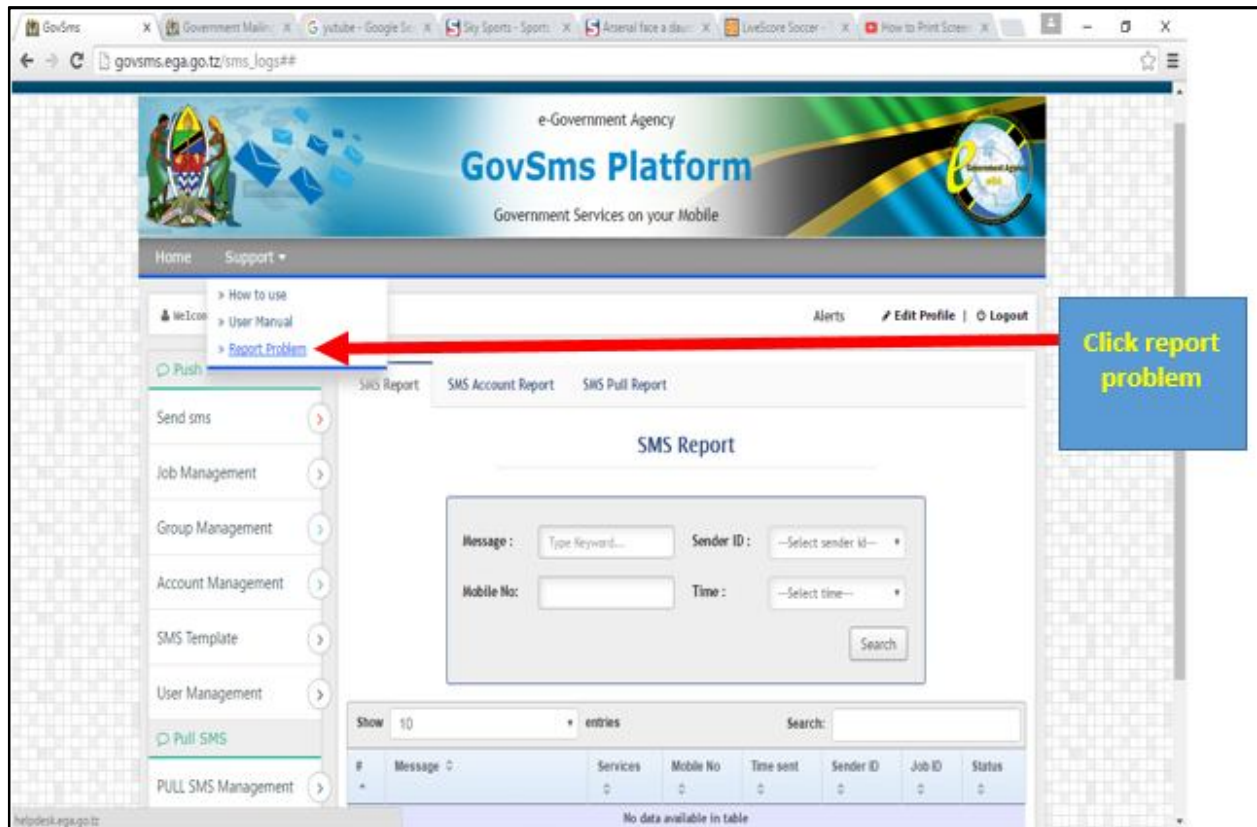 GovSms
Government Mailin
yutube - Google Se
Sky Sports - Sports
Arsenal face a daun
LiveScore Soccer -
How to Print Screen
govsms.ega.go.tz/sms_logs##
e-Government Agency
GovSms Platform
Government Services on your Mobile
Government Agency
Home Support
» How to use
» User Manual
» Report Problem
Alerts Edit Profile | Logout
Click report
problem
Push
SMS Report SMS Account Report SMS Pull Report
Send sms
Job Management
Group Management
Account Management
SMS Template
User Management
Pull SMS
PULL SMS Management
SMS Report
Message : Type Keyword... Sender ID : ---Select sender id---
Mobile No: Time : ---Select time---
Search
Show 10 entries Search:
# Message Services Mobile No Time sent Sender ID Job ID Status
No data available in table
helpdesk.ega.go.tz